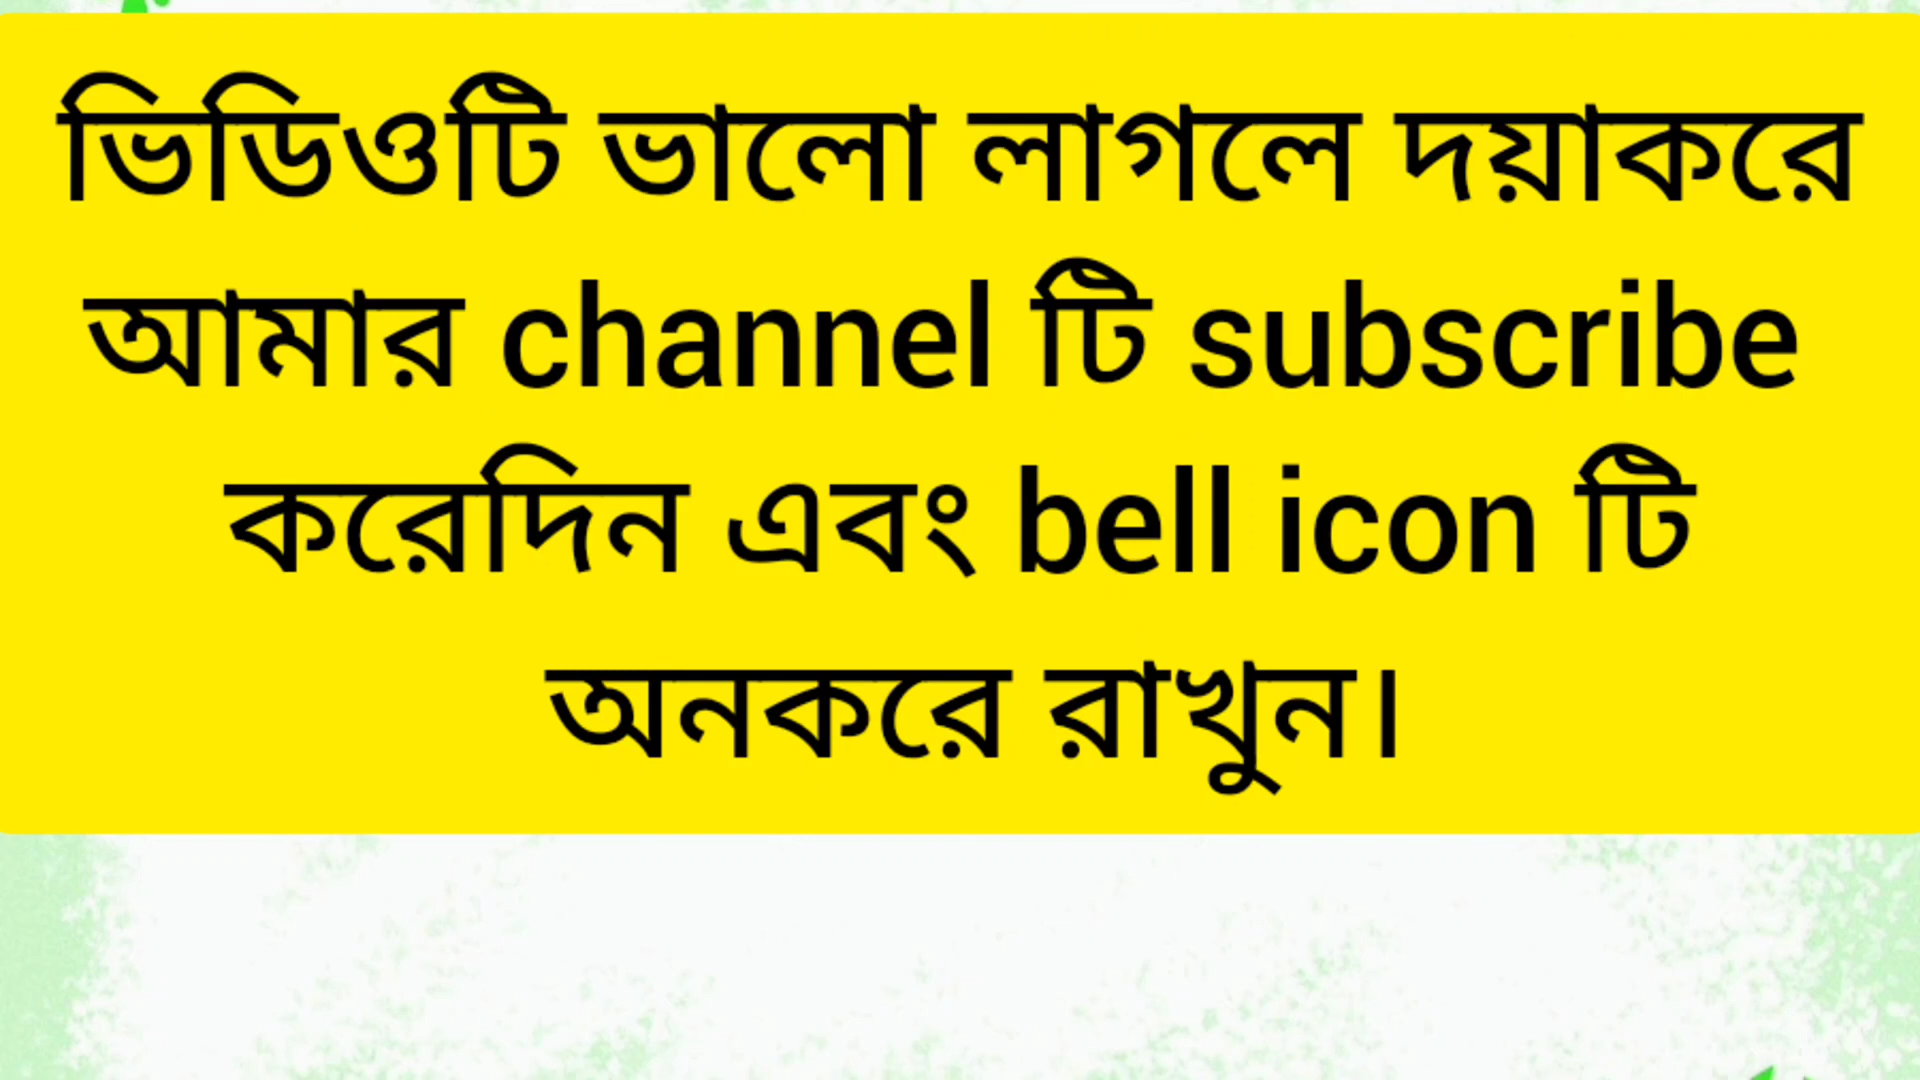 ভিডিওটি ভালো লাগলে দয়াকরে
আমার channel টি subscribe
করেদিন এবং bell icon টি
অনকরে রাখুন।